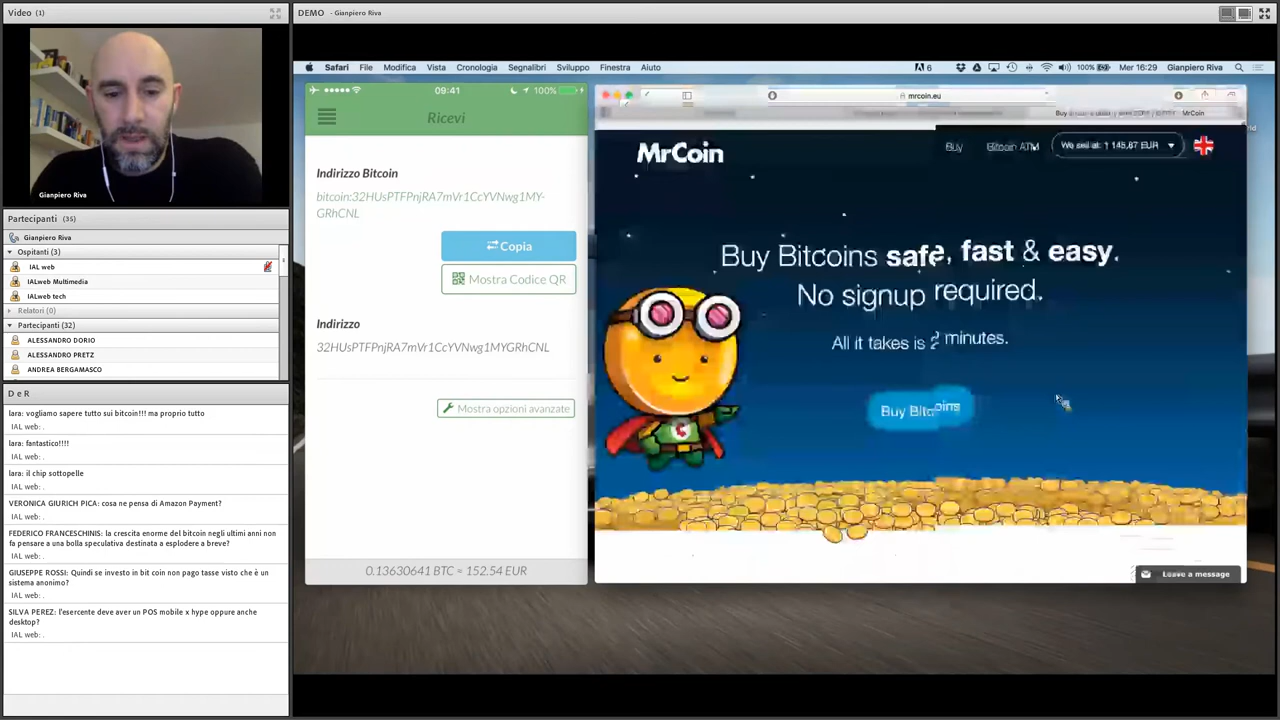 Video (1)
Gianpiero Riva
Partecipanti (35)
Gianpiero Riva
Ospitanti (3)
IAL web
IALweb Multimedia
IALweb tech
Relatori (0)
Partecipanti (32)
ALESSANDRO DORIO
ALESSANDRO PRETZ
ANDREA BERGAMASCO
D e R
lara: vogliamo sapere tutto sui bitcoin!!! ma proprio tutto
IAL web: .
lara: fantastico!!!!
IAL web: .
lara: il chip sottopelle
IAL web: .
VERONICA GIURICH PICA: cosa ne pensa di Amazon Payment?
IAL web: .
FEDERICO FRANCESCHINIS: la crescita enorme del bitcoin negli ultimi anni non
fa pensare a una bolla speculativa destinata a esplodere a breve?
IAL web: .
GIUSEPPE ROSSI: Quindi se investo in bit coin non pago tasse visto che è un
sistema anonimo?
IAL web: .
SILVA PEREZ: l'esercente deve aver un POS mobile x hype oppure anche
desktop?
IAL web: .
DEMO - Gianpiero Riva
Safari File Modifica Vista Cronologia Segnalibri Sviluppo Finestra Aiuto
6 100% Mer 16:29 Gianpiero Riva
09:41 100%
Ricevi
Indirizzo Bitcoin
bitcoin:32HUsPTFPnjRA7mVr1CcYVNwg1MY-
GRhCNL
Copia
Mostra Codice QR
Indirizzo
32HUsPTFPnjRA7mVr1CcYVNwg1MYGRhCNL
Mostra opzioni avanzate
0.13630641 BTC ≈ 152.54 EUR
mrcoin.eu
MrCoin
MrCoin
Buy Bitcoin ATM We sell at: 1 145,87 EUR
Buy Bitcoins safe, fast & easy.
No signup required.
All it takes is 2 minutes.
Buy Bitcoins
Leave a message